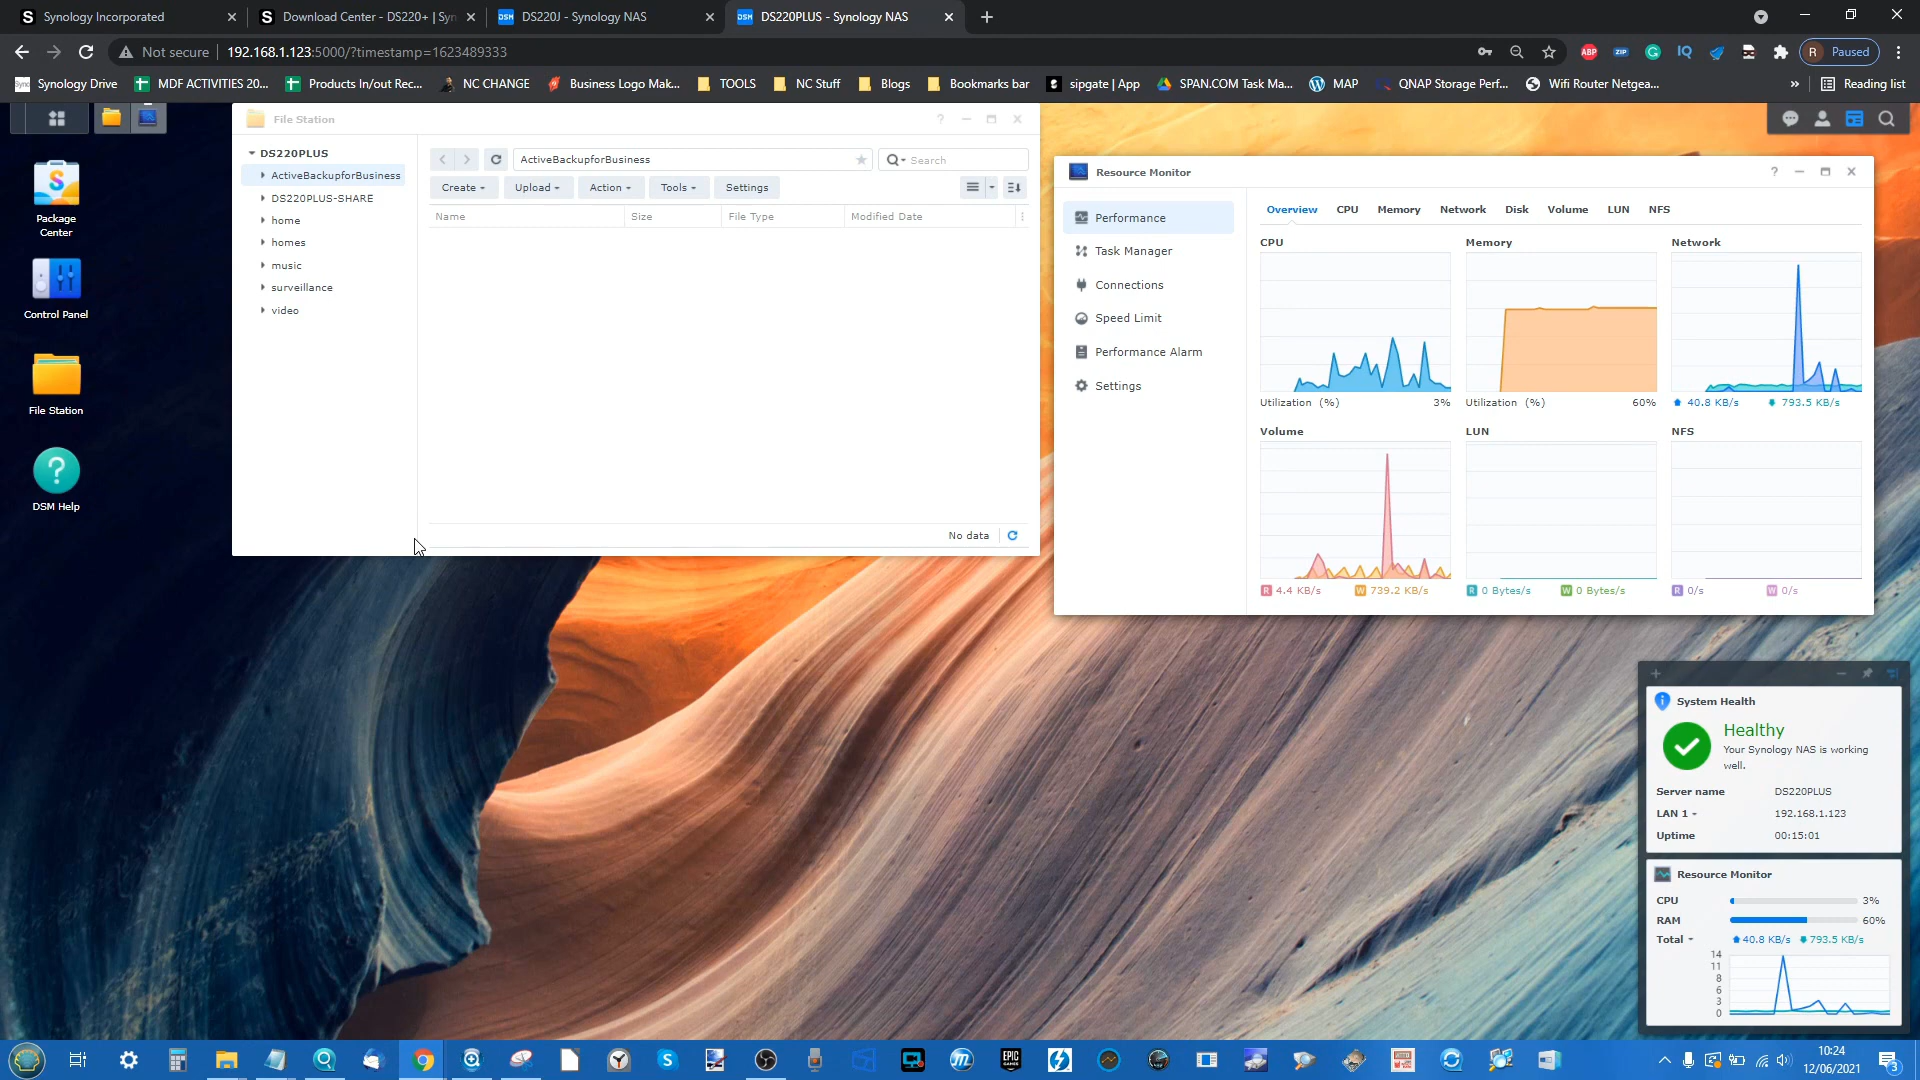 Synology Incorporated
Download Center - DS220+ | Syn
DS220J - Synology NAS
DS220PLUS - Synology NAS
Not secure
192.168.1.123:5000/?timestamp=1623489333
ABP
ZIP
IQ
R Paused
Synology Drive
MDF ACTIVITIES 20...
Products In/out Rec...
NC CHANGE
Business Logo Mak...
TOOLS
NC Stuff
Blogs
Bookmarks bar
sipgate | App
SPAN.COM Task Ma...
MAP
QNAP Storage Perf...
Wifi Router Netgea...
Reading list
Package
Center
Control Panel
File Station
DSM Help
File Station
DS220PLUS
ActiveBackupforBusiness
DS220PLUS-SHARE
home
homes
music
surveillance
video
ActiveBackupforBusiness
Search
Create
Upload
Action
Tools
Settings
Name
Size
File Type
Modified Date
No data
Resource Monitor
Performance
Task Manager
Connections
Speed Limit
Performance Alarm
Settings
Overview
CPU
Memory
Network
Disk
Volume
LUN
NFS
CPU
Memory
Network
Utilization (%)
3%
Utilization (%)
60%
40.8 KB/s
793.5 KB/s
Volume
LUN
NFS
R 4.4 KB/s
W 739.2 KB/s
R 0 Bytes/s
W 0 Bytes/s
R 0/s
W 0/s
System Health
Healthy
Your Synology NAS is working
well.
Server name
DS220PLUS
LAN 1
192.168.1.123
Uptime
00:15:01
Resource Monitor
CPU
3%
RAM
60%
Total
40.8 KB/s
793.5 KB/s
14
11
8
6
3
0
EPIC
GAMES
10:24
12/06/2021
3